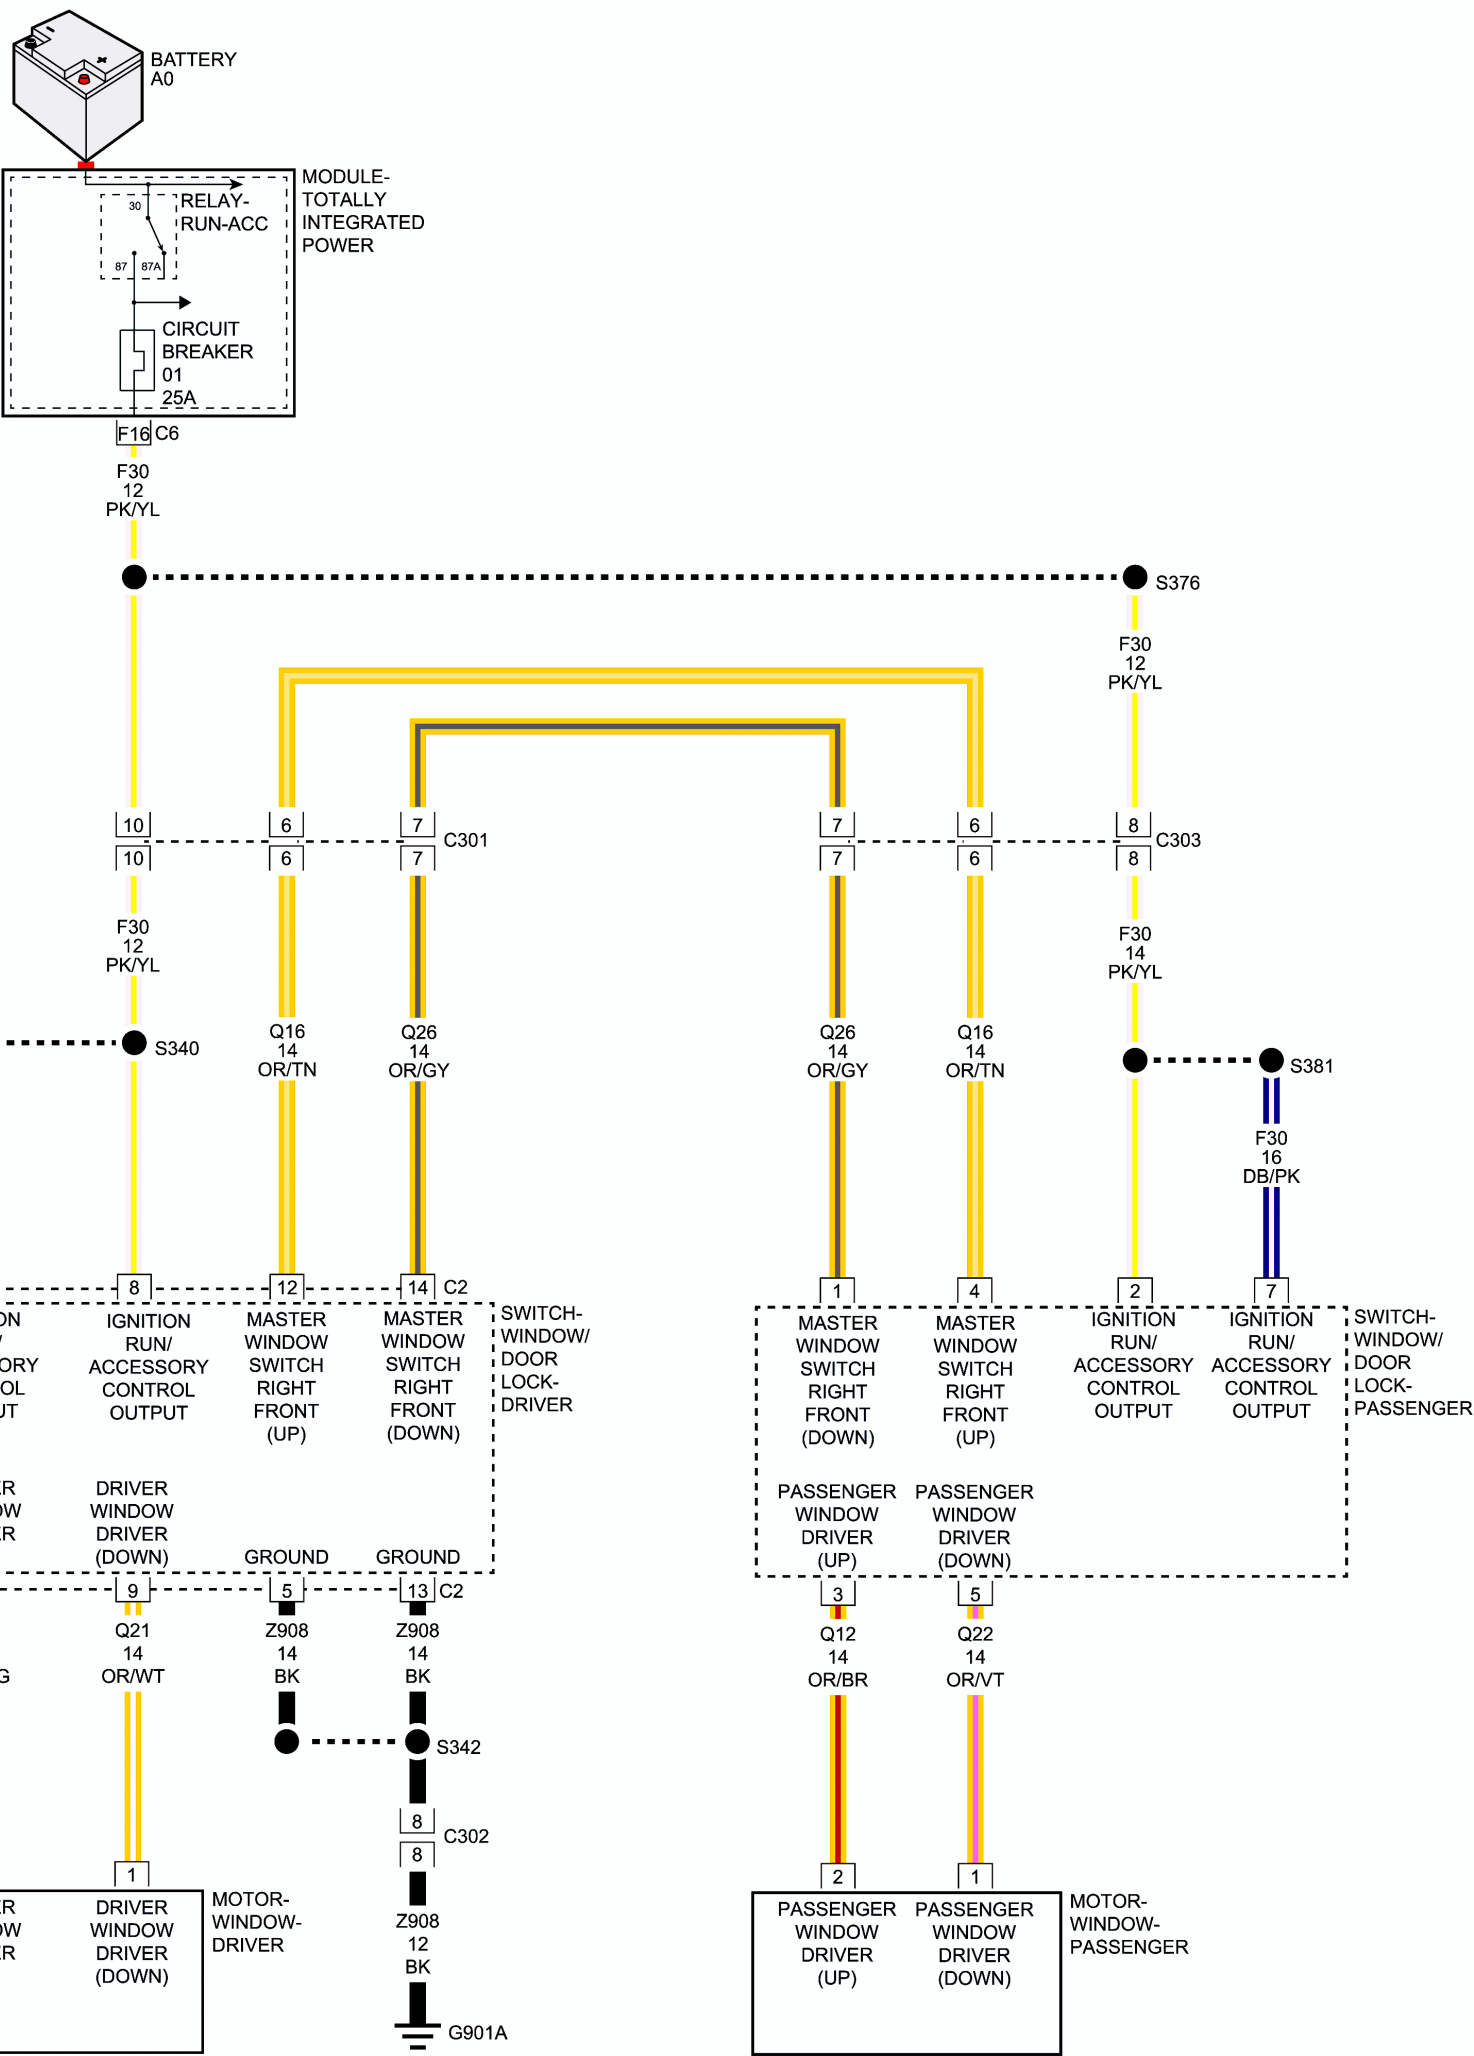 BATTERY
A0
MODULE-
TOTALLY
INTEGRATED
POWER
30
RELAY-
RUN-ACC
87 87A
CIRCUIT
BREAKER
01
25A
F16 C6
F30
12
PK/YL
S376
F30
12
PK/YL
10 6 7
C301
10 6 7
7 6 8
C303
7 6 8
F30
12
PK/YL
F30
14
PK/YL
S340
Q16
14
OR/TN
Q26
14
OR/GY
Q26
14
OR/GY
Q16
14
OR/TN
S381
F30
16
DB/PK
8 12 14 C2
1 4 2 7
ON
ORY
OL
UT
IGNITION
RUN/
ACCESSORY
CONTROL
OUTPUT
MASTER
WINDOW
SWITCH
RIGHT
FRONT
(UP)
MASTER
WINDOW
SWITCH
RIGHT
FRONT
(DOWN)
SWITCH-
WINDOW/
DOOR
LOCK-
DRIVER
MASTER
WINDOW
SWITCH
RIGHT
FRONT
(DOWN)
MASTER
WINDOW
SWITCH
RIGHT
FRONT
(UP)
IGNITION
RUN/
ACCESSORY
CONTROL
OUTPUT
IGNITION
RUN/
ACCESSORY
CONTROL
OUTPUT
SWITCH-
WINDOW/
DOOR
LOCK-
PASSENGER
ER
OW
ER
DRIVER
WINDOW
DRIVER
(DOWN)
GROUND
GROUND
PASSENGER
WINDOW
DRIVER
(UP)
PASSENGER
WINDOW
DRIVER
(DOWN)
9 5 13 C2
3 5
G
Q21
14
OR/WT
Z908
14
BK
Z908
14
BK
Q12
14
OR/BR
Q22
14
OR/VT
S342
8
C302
8
1
2 1
ER
OW
ER
DRIVER
WINDOW
DRIVER
(DOWN)
MOTOR-
WINDOW-
DRIVER
Z908
12
BK
G901A
PASSENGER
WINDOW
DRIVER
(UP)
PASSENGER
WINDOW
DRIVER
(DOWN)
MOTOR-
WINDOW-
PASSENGER